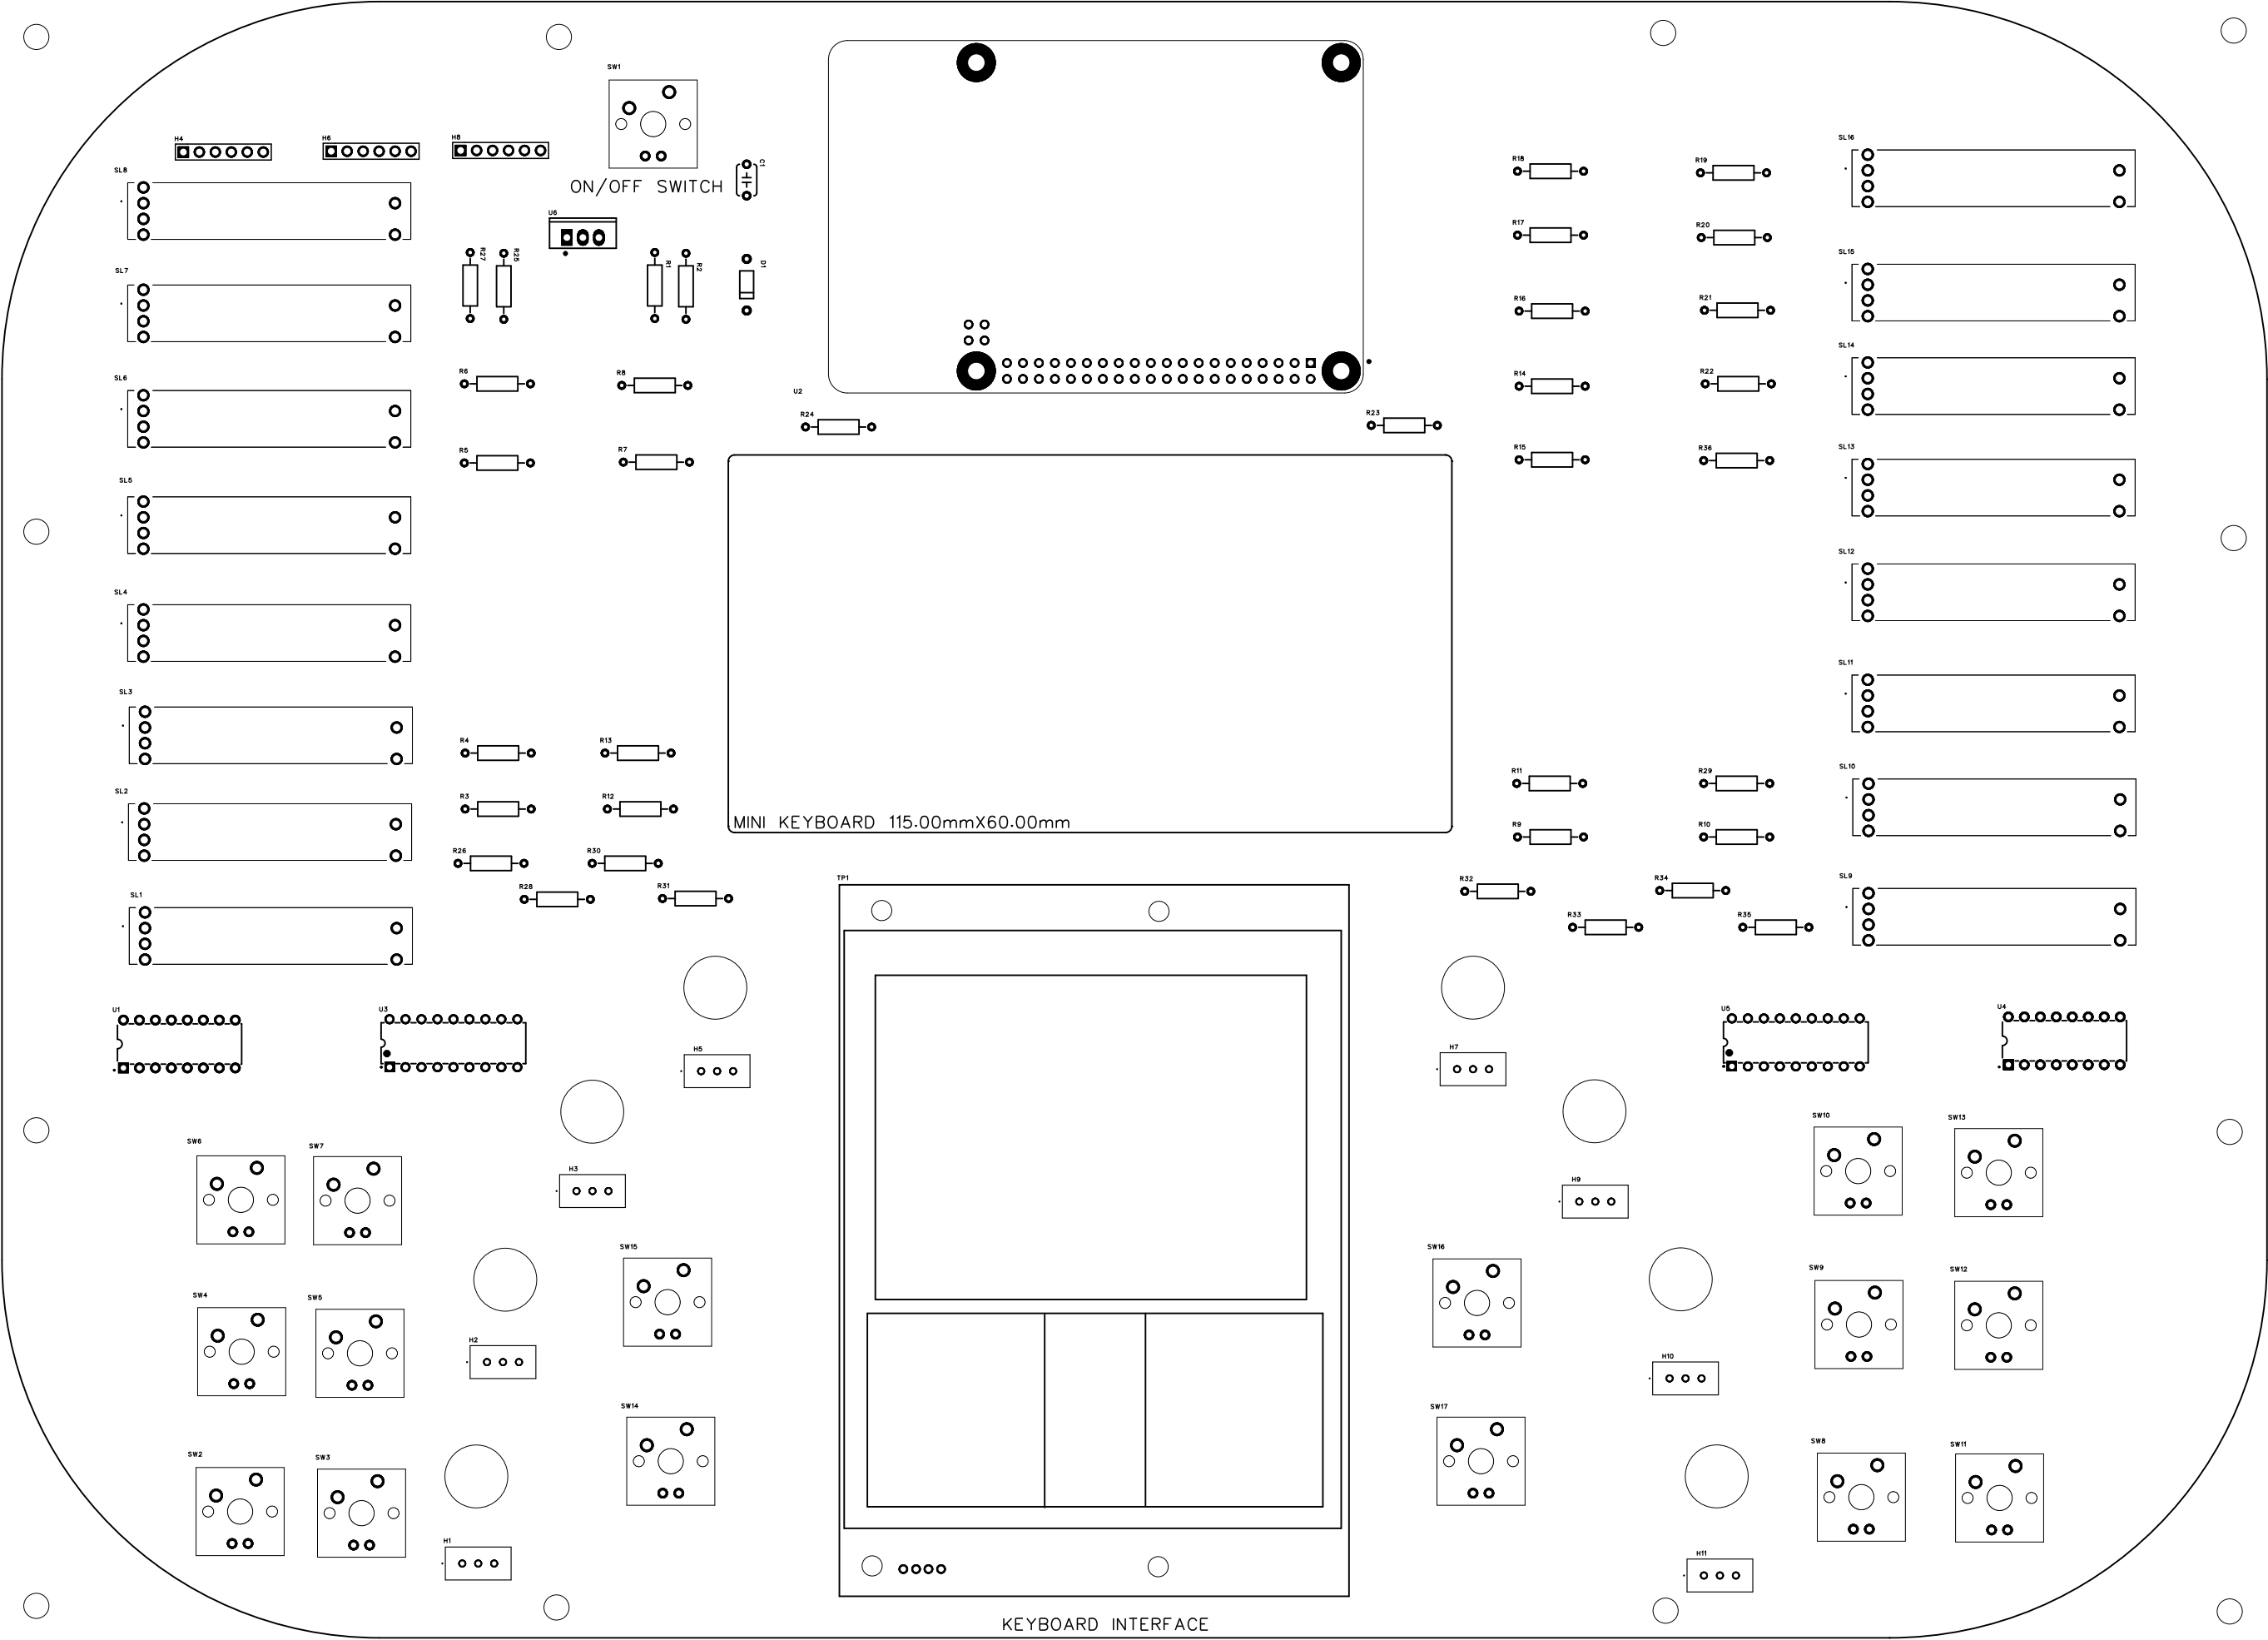 SW1
H4
H6
H8
SL16
R18
R19
C1
SL8
ON/OFF SWITCH
U6
R17
R20
SL15
R27
R25
R1
R2
D1
SL7
R16
R21
SL14
SL6
R6
R8
R14
R22
U2
R24
R23
R5
R7
R15
R36
SL13
SL5
SL12
SL4
SL11
SL3
R4
R13
R11
R29
SL10
SL2
R3
R12
MINI KEYBOARD 115.00mmX60.00mm
R9
R10
R26
R30
TP1
R32
R34
SL9
R28
R31
R33
R35
SL1
U1
U3
U5
U4
H5
H7
SW10
SW13
SW6
SW7
H3
H9
SW15
SW16
SW9
SW12
SW4
SW5
H2
H10
SW14
SW17
SW8
SW11
SW2
SW3
H1
H11
KEYBOARD INTERFACE